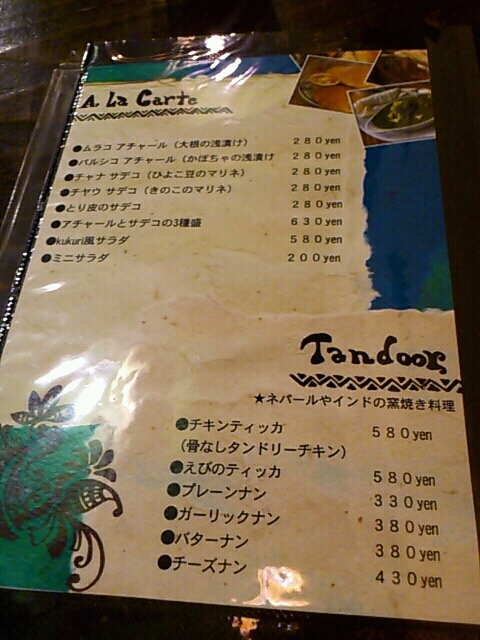 A La Carte
●ムラコ アチャール（大根の浅漬け） 280yen
●パルシコ アチャール（かぼちゃの浅漬け 280yen
●チャナ サデコ（ひよこ豆のマリネ） 280yen
●チヤウ サデコ（きのこのマリネ） 280yen
●とり皮のサデコ 280yen
●アチャールとサデコの3種盛 630yen
●kukuri風サラダ 580yen
●ミニサラダ 200yen
Tandoor
★ネパールやインドの窯焼き料理
●チキンティッカ 580yen
（骨なしタンドリーチキン）
●えびのティッカ 580yen
●プレーンナン 330yen
●ガーリックナン 380yen
●バターナン 380yen
●チーズナン 430yen